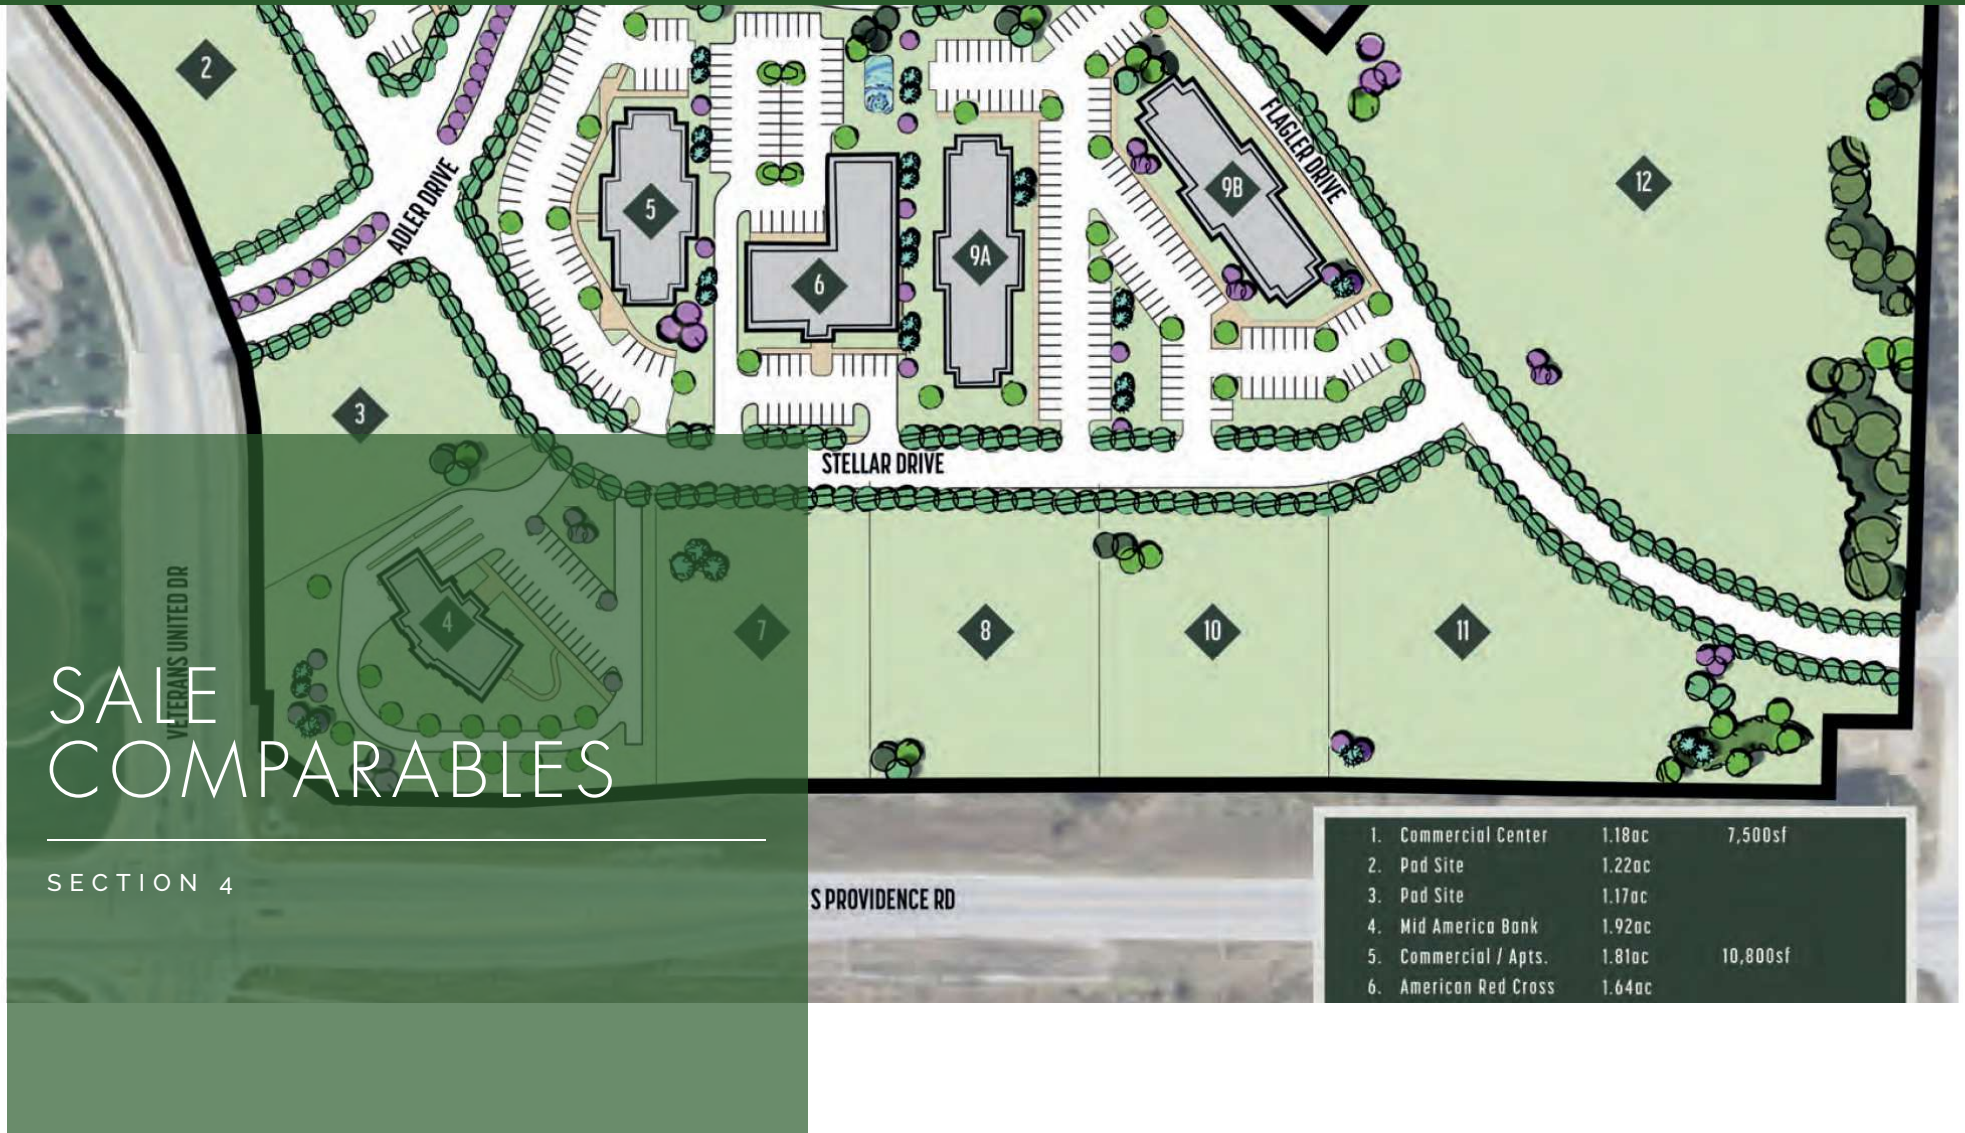 2
ADLER DRIVE
5
6
9A
9B
FLAGLER DRIVE
12
3
STELLAR DRIVE
4
7
8
10
11
VETERANS UNITED DR
SALE
COMPARABLES
SECTION 4
S PROVIDENCE RD
1. Commercial Center 1.18ac 7,500sf
2. Pad Site 1.22ac
3. Pad Site 1.17ac
4. Mid America Bank 1.92ac
5. Commercial / Apts. 1.81ac 10,800sf
6. American Red Cross 1.64ac